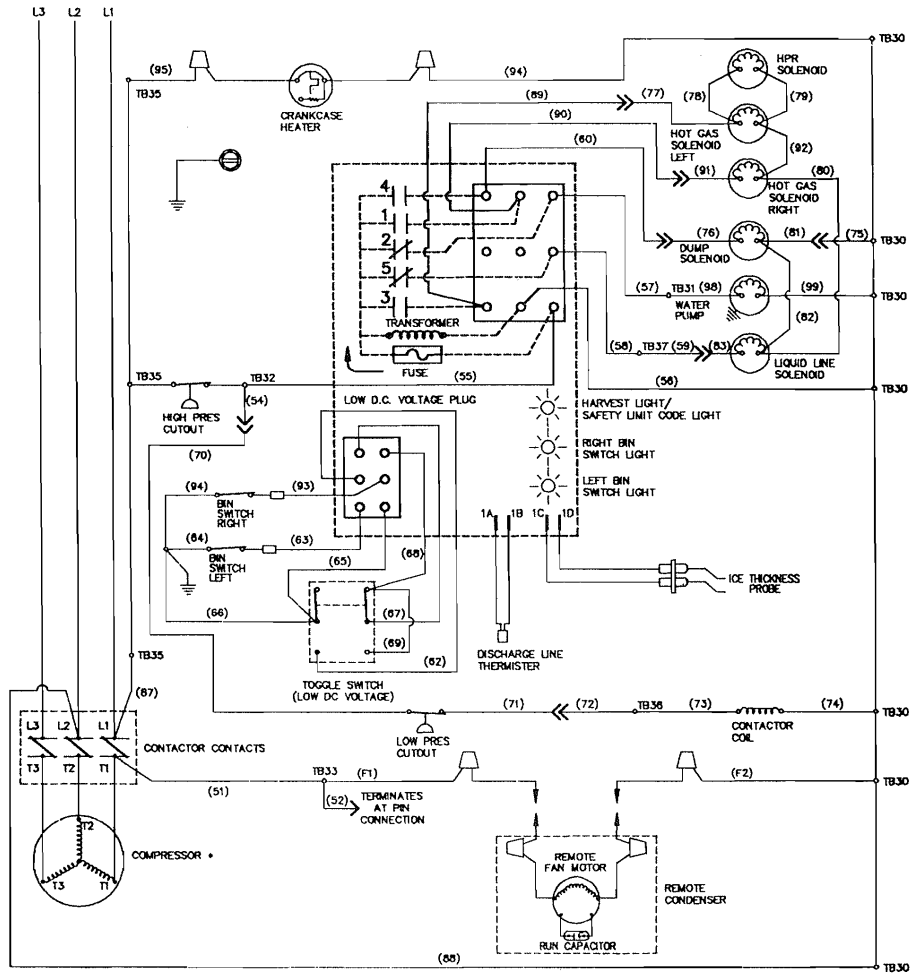 L3 L2 L1
TB30
(95) (94)
HPR
SOLENOID
TB35
CRANKCASE
HEATER
(89) (77) (78) (79)
(90)
HOT GAS
SOLENOID
LEFT
(60) (92)
(91) (80)
HOT GAS
SOLENOID
RIGHT
4
1
2
5
3
(76) (81) (75) TB30
DUMP
SOLENOID
(57) TB31 (98) (99) TB30
WATER
PUMP
(82)
TRANSFORMER
FUSE
(58) TB37 (59) (83)
LIQUID LINE
SOLENOID
TB35 TB32 (55) (56) TB30
(54)
HIGH PRES
CUTOUT
LOW D.C. VOLTAGE PLUG
HARVEST LIGHT/
SAFETY LIMIT CODE LIGHT
(70)
RIGHT BIN
SWITCH LIGHT
LEFT BIN
SWITCH LIGHT
(94) (93)
BIN
SWITCH
RIGHT
1A 1B 1C 1D
(64) (63)
BIN
SWITCH
LEFT
(65) (68)
ICE THICKNESS
PROBE
(66) (67)
(69)
(62)
DISCHARGE LINE
THERMISTER
TB35
TOGGLE SWITCH
(LOW DC VOLTAGE)
(87)
(71) (72) TB36 (73) (74) TB30
L3 L2 L1
LOW PRES
CUTOUT
CONTACTOR
COIL
CONTACTOR CONTACTS
T3 T2 T1
(51) TB33 (F1) (F2) TB30
(52)
TERMINATES
AT PIN
CONNECTION
T2
COMPRESSOR
T3 T1
REMOTE
FAN MOTOR
REMOTE
CONDENSER
RUN CAPACITOR
(88) TB30